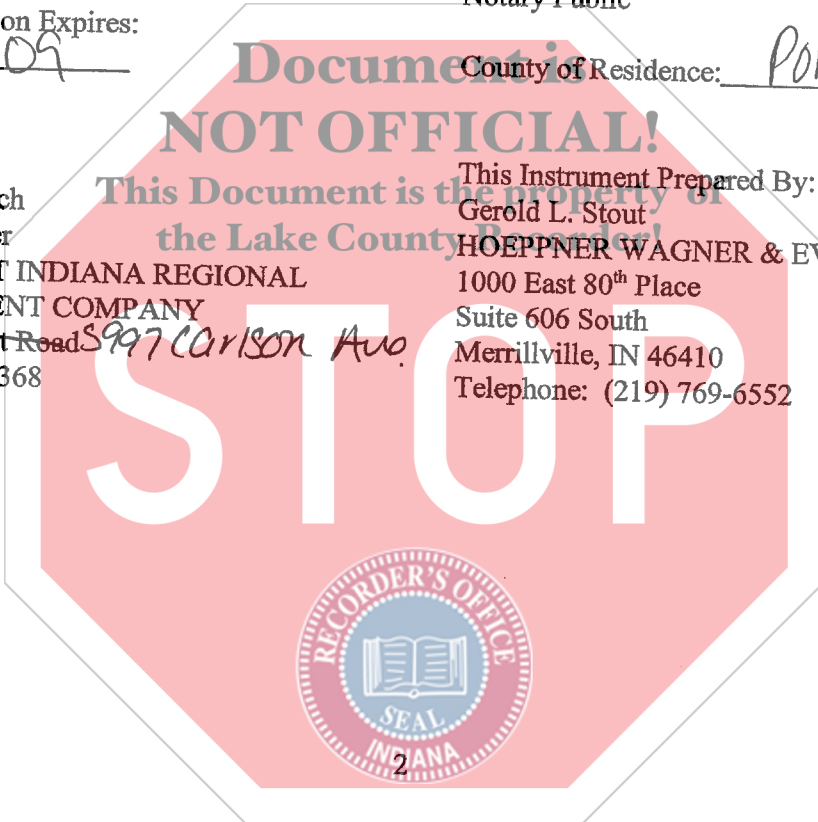 Notary Public
on Expires:
09
County of Residence:
Document is
NOT OFFICIAL!
This Document is the property of
the Lake County Recorder!
ch
er
T INDIANA REGIONAL
ENT COMPANY
t Road 5997 Carlson Ave.
368
This Instrument Prepared By:
Gerold L. Stout
HOEPPNER WAGNER & EV
1000 East 80th Place
Suite 606 South
Merrillville, IN 46410
Telephone: (219) 769-6552
STOP
RECORDER'S OFFICE
SEAL
INDIANA
2